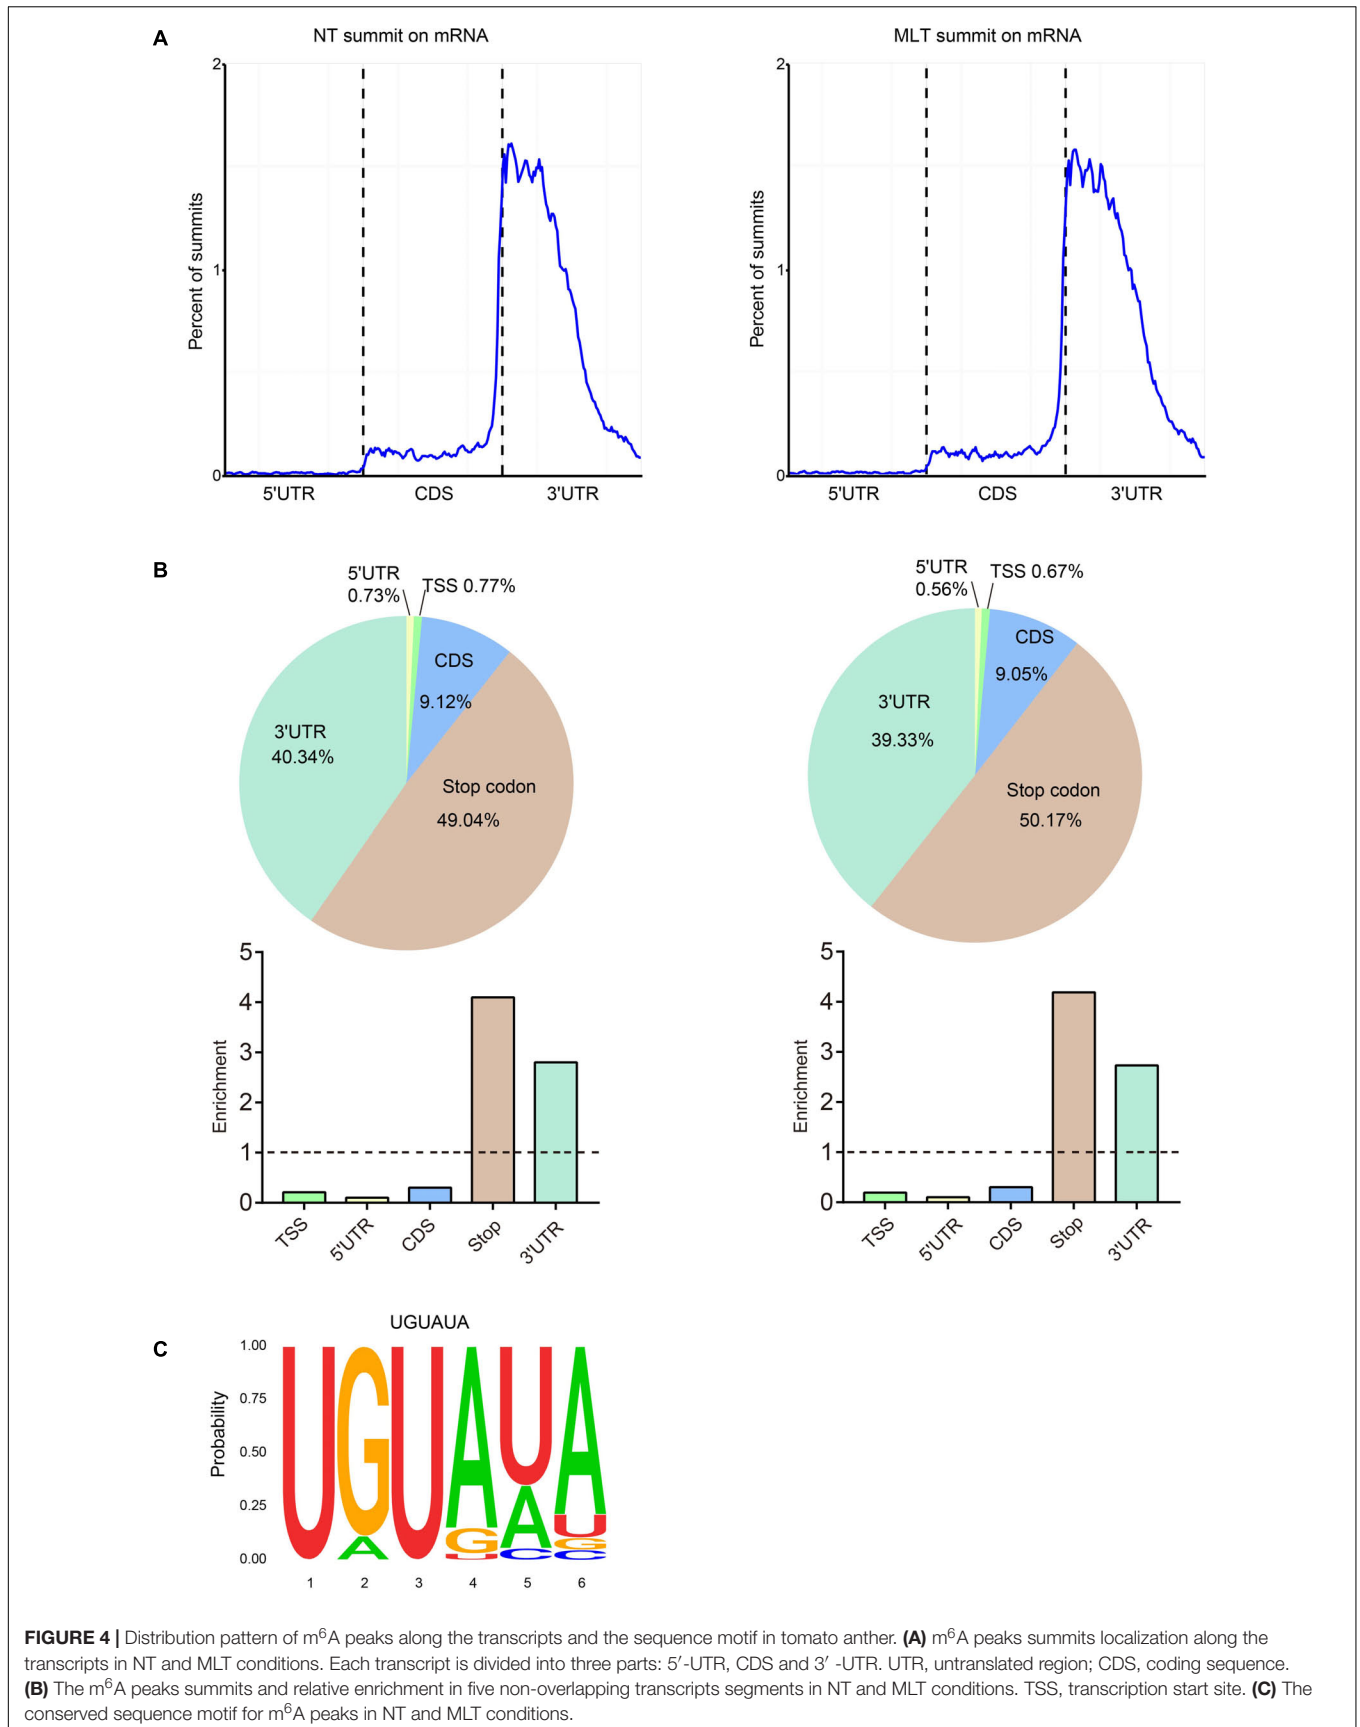 A
NT summit on mRNA
MLT summit on mRNA
2
1
0
Percent of summits
5'UTR CDS 3'UTR
2
1
0
Percent of summits
5'UTR CDS 3'UTR
B
5'UTR
0.73%
TSS 0.77%
CDS
9.12%
3'UTR
40.34%
Stop codon
49.04%
5'UTR
0.56%
TSS 0.67%
CDS
9.05%
3'UTR
39.33%
Stop codon
50.17%
5
4
3
2
1
0
Enrichment
TSS 5'UTR CDS Stop 3'UTR
5
4
3
2
1
0
Enrichment
TSS 5'UTR CDS Stop 3'UTR
C
UGUAUA
1.00
0.75
0.50
0.25
0.00
Probability
U G U A U A
A G A U
U C G
C
1 2 3 4 5 6
FIGURE 4 | Distribution pattern of m⁶A peaks along the transcripts and the sequence motif in tomato anther. (A) m⁶A peaks summits localization along the
transcripts in NT and MLT conditions. Each transcript is divided into three parts: 5′-UTR, CDS and 3′ -UTR. UTR, untranslated region; CDS, coding sequence.
(B) The m⁶A peaks summits and relative enrichment in five non-overlapping transcripts segments in NT and MLT conditions. TSS, transcription start site. (C) The
conserved sequence motif for m⁶A peaks in NT and MLT conditions.